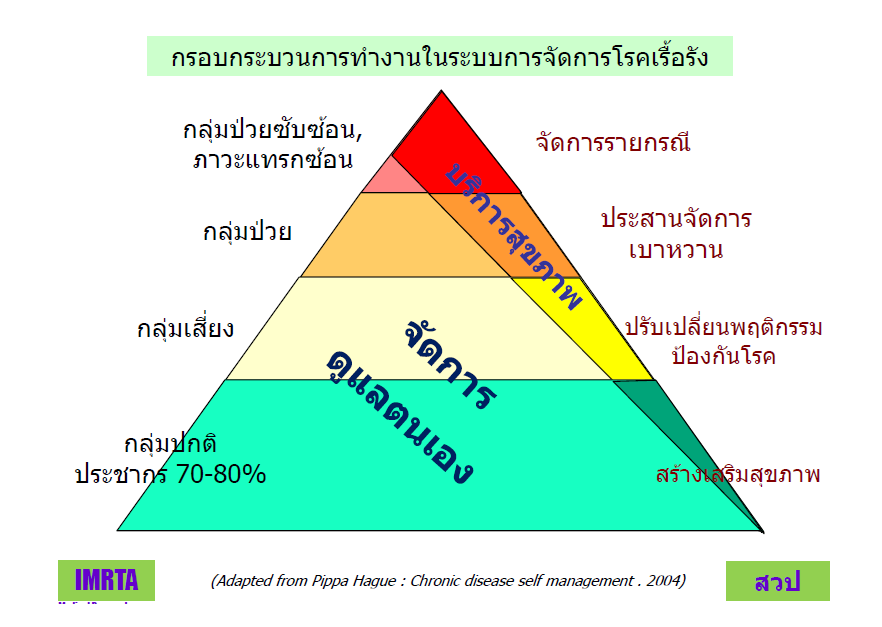 กรอบกระบวนการทำงานในระบบการจัดการโรคเรื้อรัง
กลุ่มป่วยซับซ้อน,
ภาวะแทรกซ้อน
จัดการรายกรณี
บริการสุขภาพ
กลุ่มป่วย
ประสานจัดการ
เบาหวาน
กลุ่มเสี่ยง
ปรับเปลี่ยนพฤติกรรม
ป้องกันโรค
จัดการ
ดูแลตนเอง
กลุ่มปกติ
ประชากร 70-80%
สร้างเสริมสุขภาพ
IMRTA
(Adapted from Pippa Hague : Chronic disease self management . 2004)
สวป